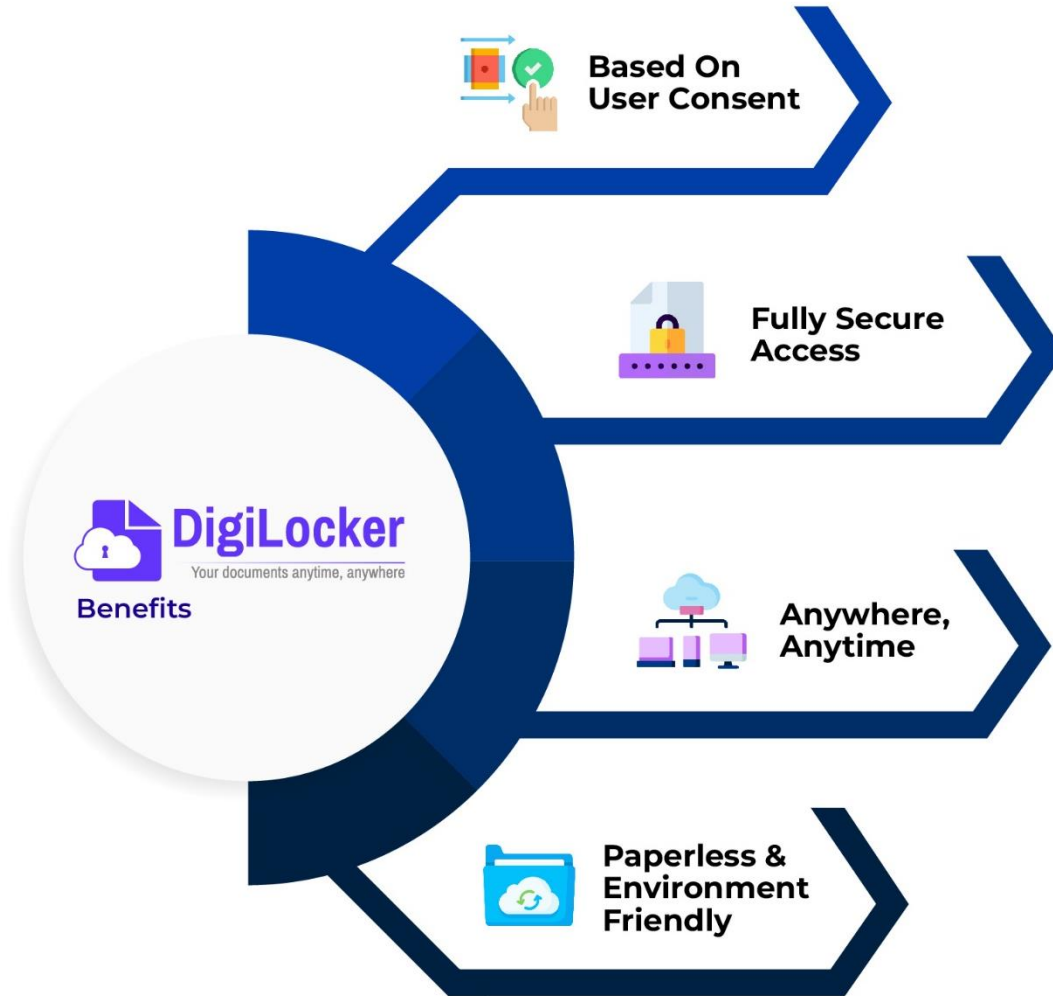 Based On
User Consent
Fully Secure
Access
DigiLocker
Your documents anytime, anywhere
Benefits
Anywhere,
Anytime
Paperless &
Environment
Friendly